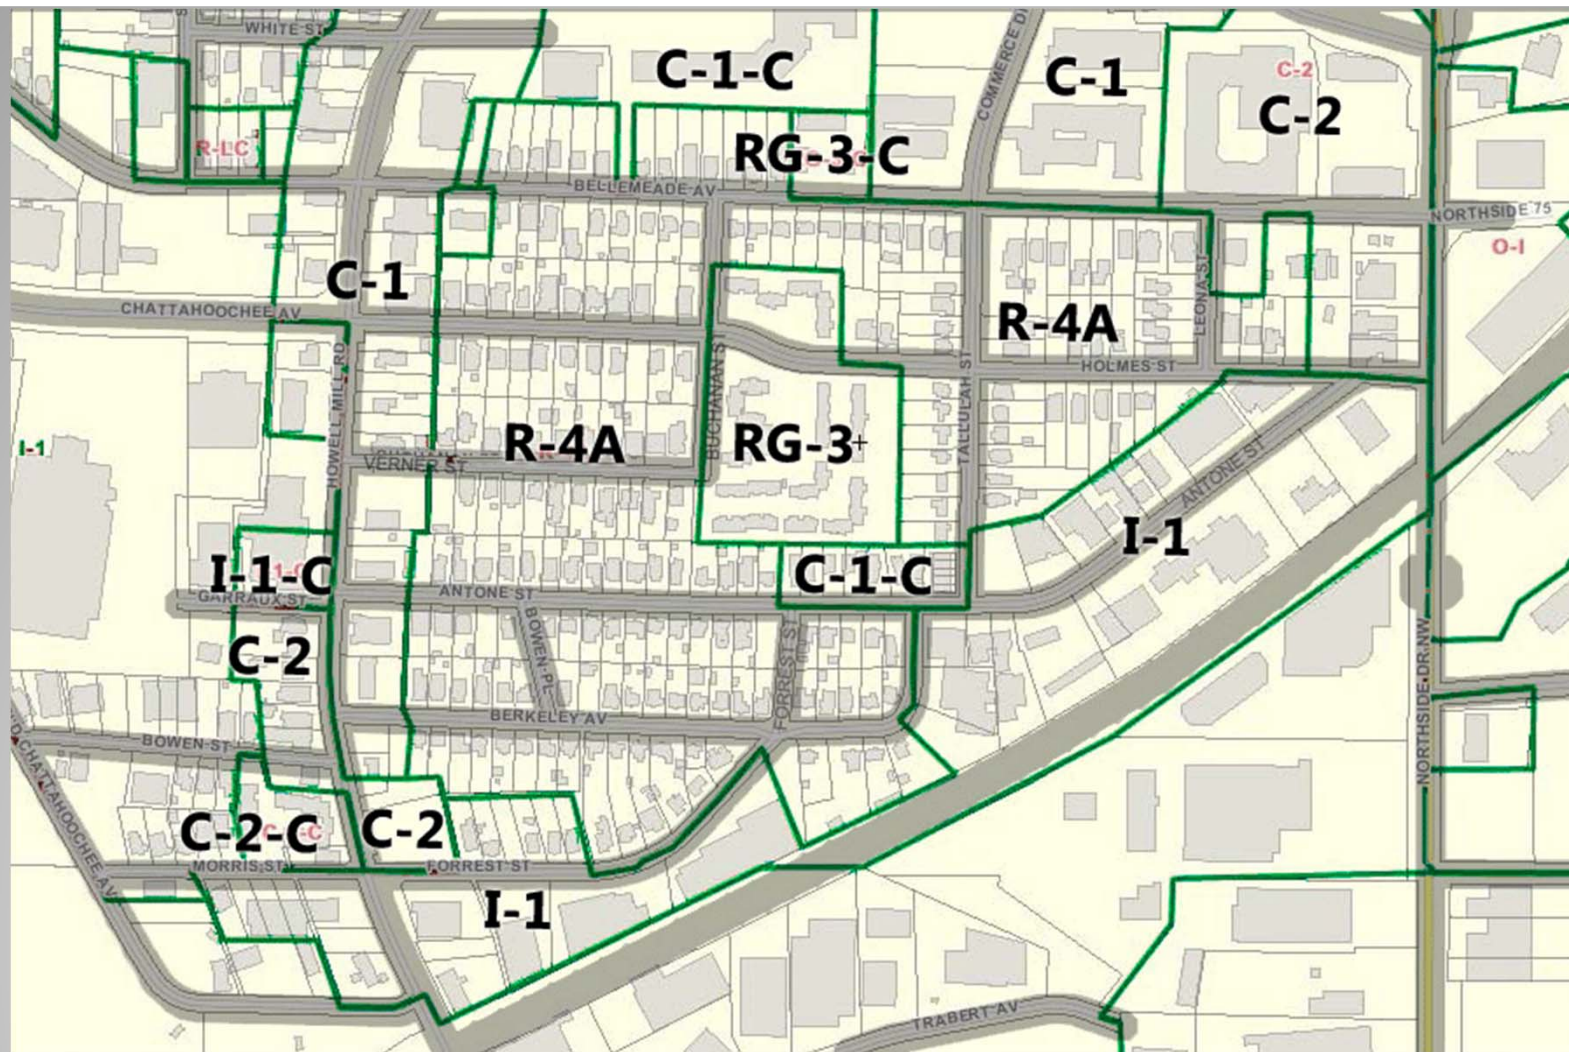 WHITE ST
C-1-C
COMMERCE D
C-1
C-2
C-2
R-LC
RG-3-C
BELLEMEADE AV
NORTHSIDE 75
O-I
C-1
CHATTAHOOCHEE AV
LEONA ST
R-4A
HOLMES ST
HOWELL MILL RD
BUCHANAN ST
TALLULAH ST
I-1
R-4A
RG-3
VERNER ST
ANTONE ST
I-1
I-1-C
C-1-C
GARRAUX ST
ANTONE ST
BOWEN PL
FORREST ST
C-2
NORTHSIDE DR NW
BERKELEY AV
BOWEN ST
CHATTAHOOCHEE AV
C-2-C
C-2
MORRIS ST
FORREST ST
I-1
TRABERT AV